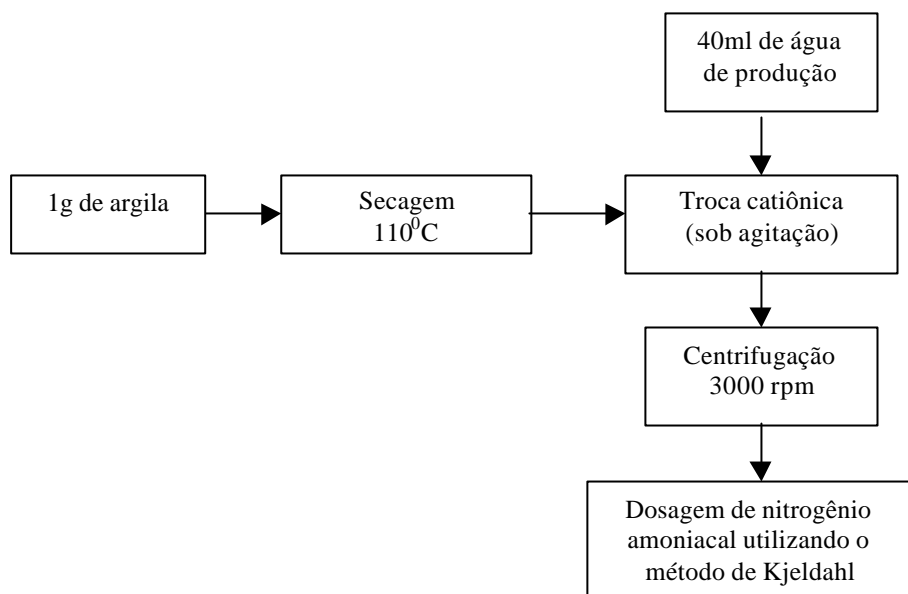 40ml de água
de produção
1g de argila
Secagem
110⁰C
Troca catiônica
(sob agitação)
Centrifugação
3000 rpm
Dosagem de nitrogênio
amoniacal utilizando o
método de Kjeldahl